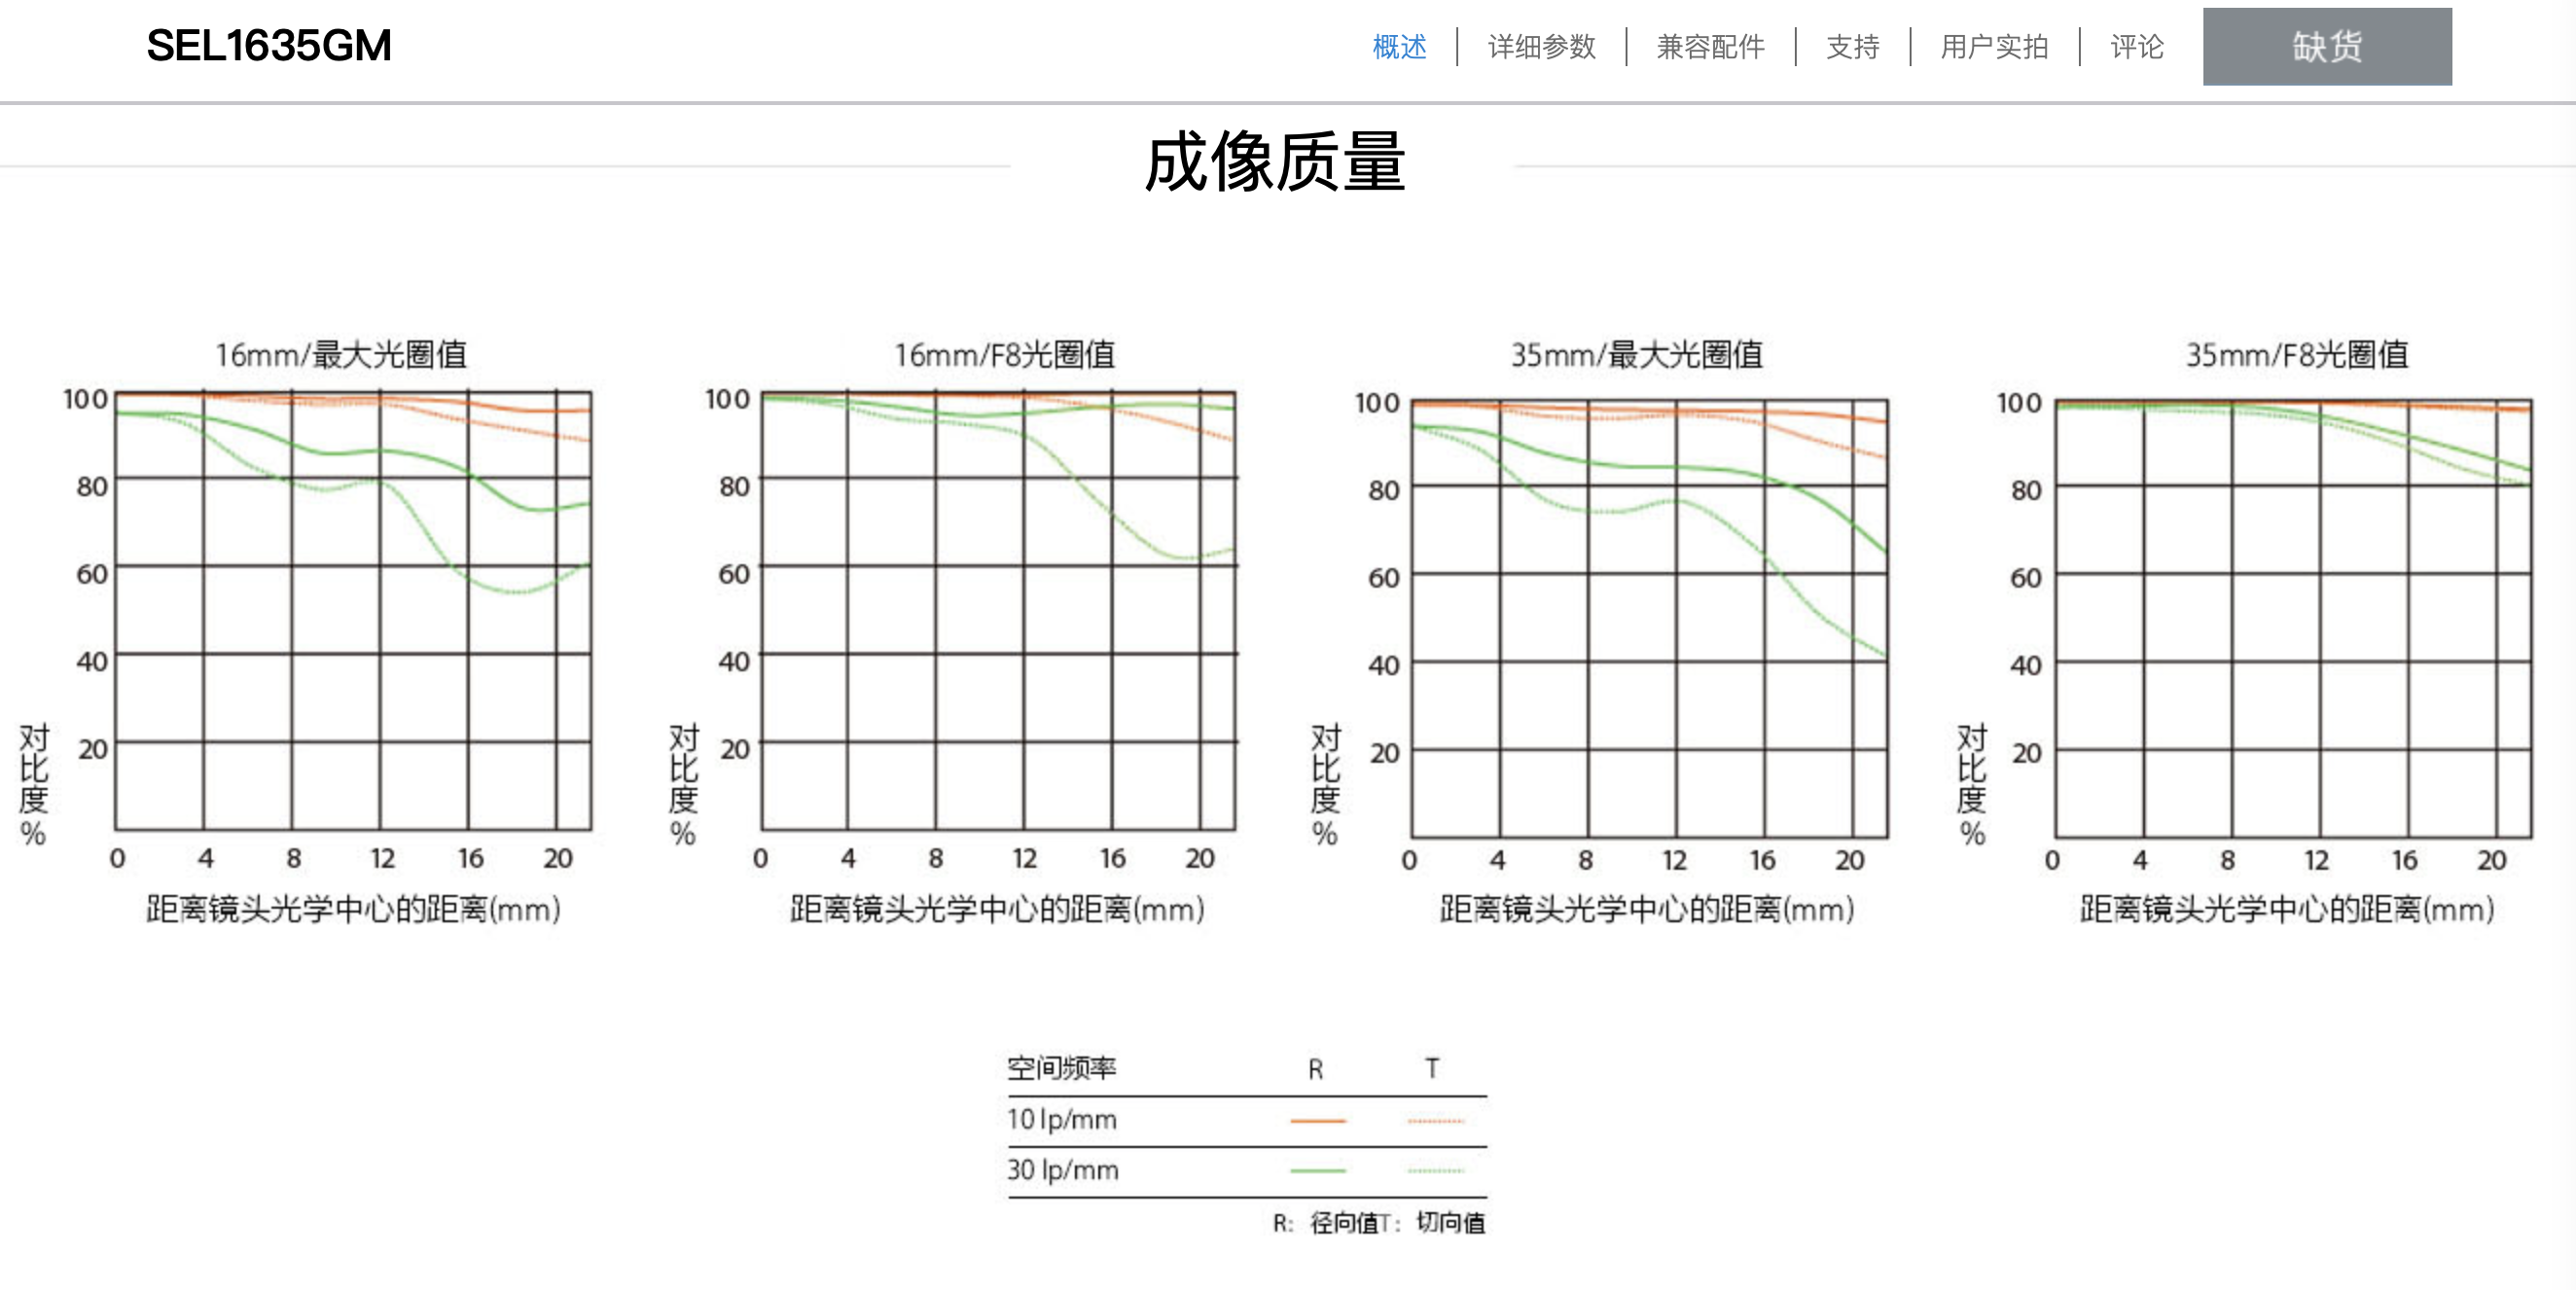 SEL1635GM
概述 | 详细参数 | 兼容配件 | 支持 | 用户实拍 | 评论
缺货
成像质量
16mm/最大光圈值
100
80
60
40
20
对比度%
0 4 8 12 16 20
距离镜头光学中心的距离(mm)
16mm/F8光圈值
100
80
60
40
20
对比度%
0 4 8 12 16 20
距离镜头光学中心的距离(mm)
35mm/最大光圈值
100
80
60
40
20
对比度%
0 4 8 12 16 20
距离镜头光学中心的距离(mm)
35mm/F8光圈值
100
80
60
40
20
对比度%
0 4 8 12 16 20
距离镜头光学中心的距离(mm)
空间频率 R T
10 lp/mm
30 lp/mm
R: 径向值T: 切向值